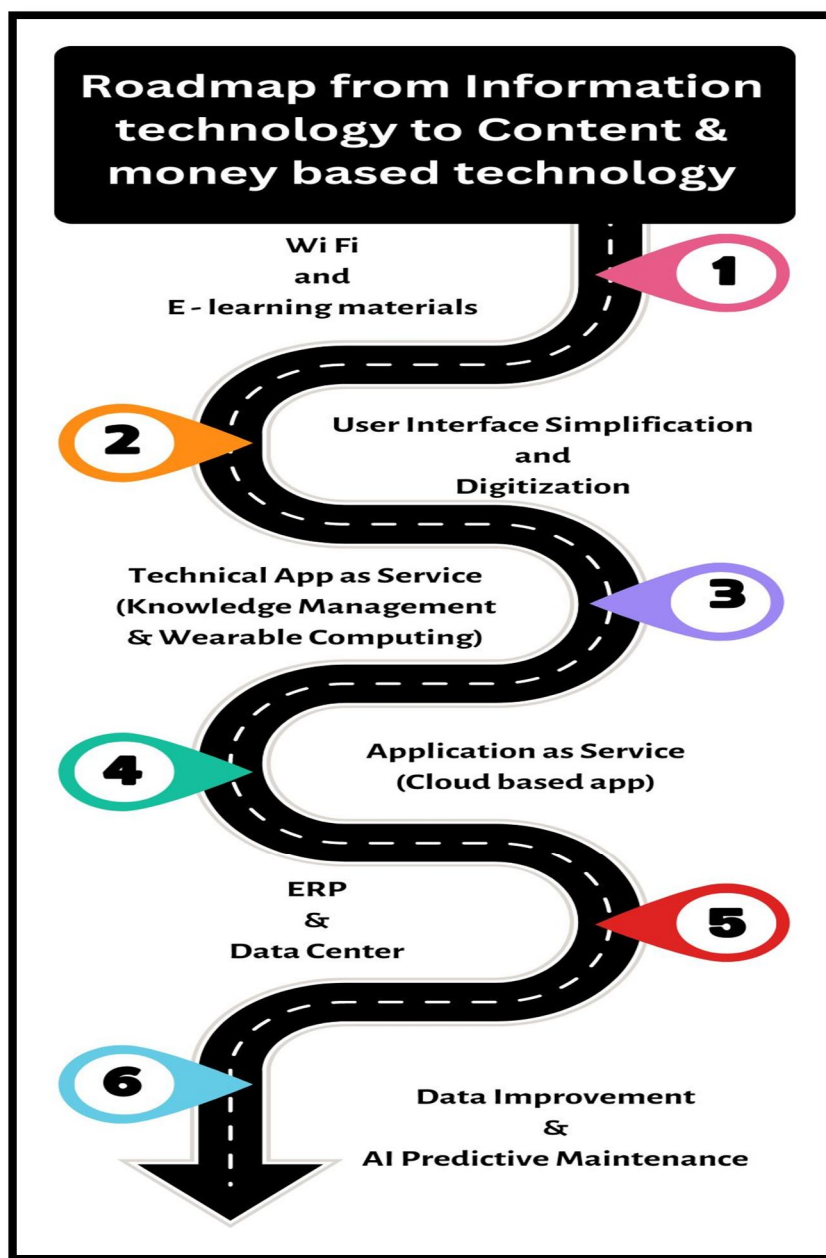 Roadmap from Information
technology to Content &
money based technology
Wi Fi
and
E - learning materials
1
2
User Interface Simplification
and
Digitization
Technical App as Service
(Knowledge Management
& Wearable Computing)
3
4
Application as Service
(Cloud based app)
ERP
&
Data Center
5
6
Data Improvement
&
AI Predictive Maintenance